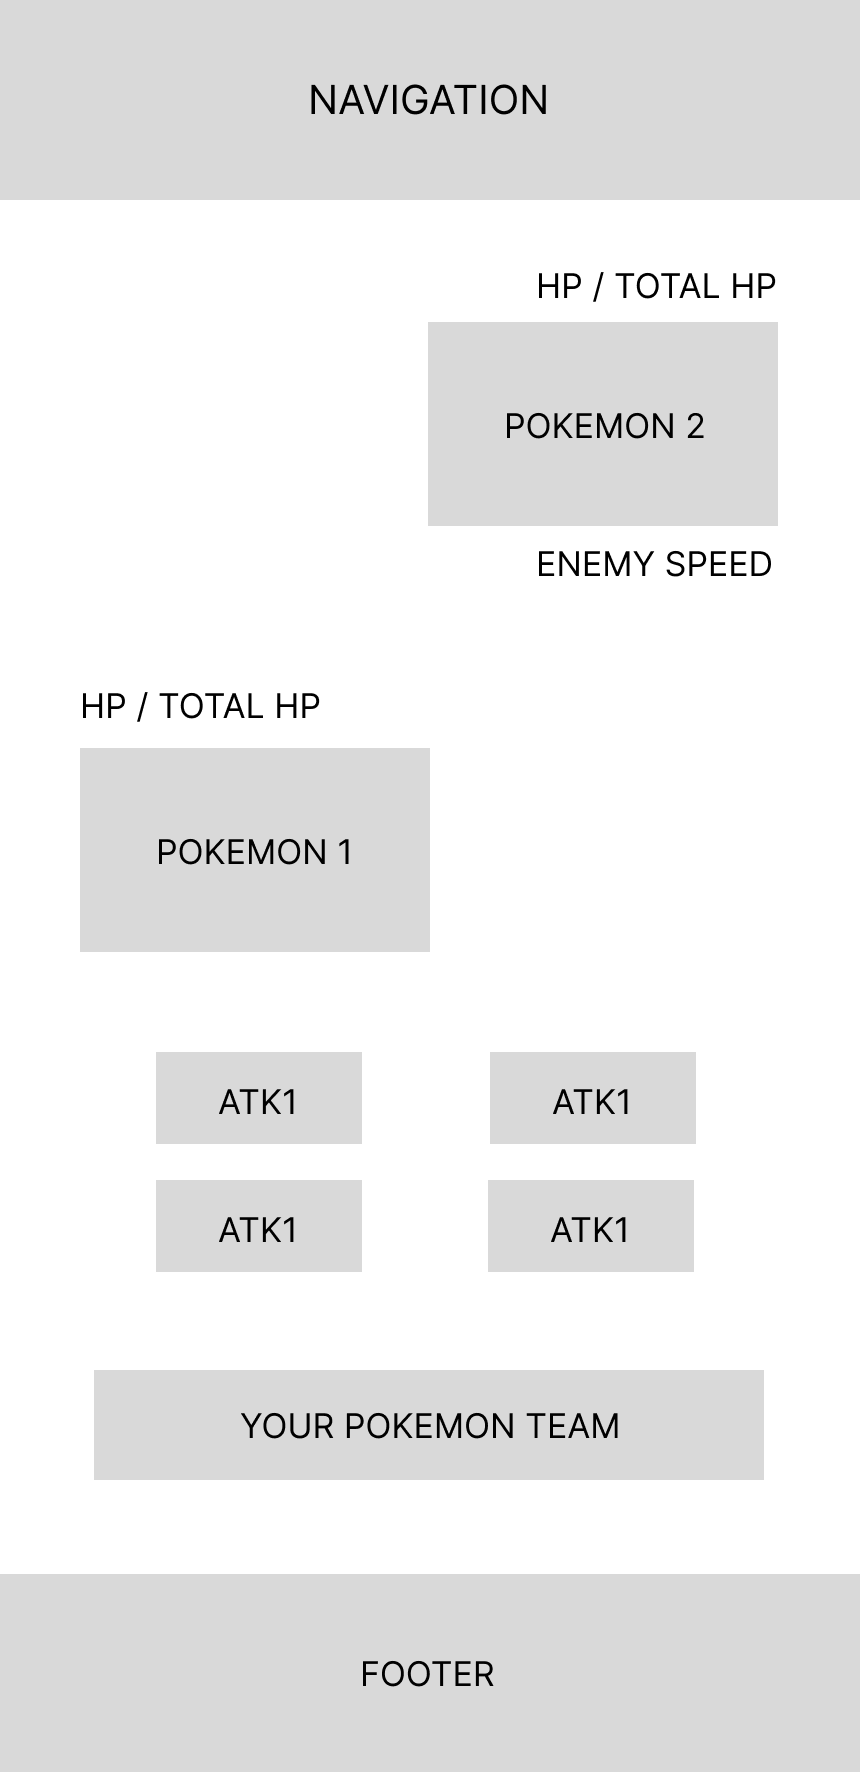 NAVIGATION
HP / TOTAL HP
POKEMON 2
ENEMY SPEED
HP / TOTAL HP
POKEMON 1
ATK1
ATK1
ATK1
ATK1
YOUR POKEMON TEAM
FOOTER